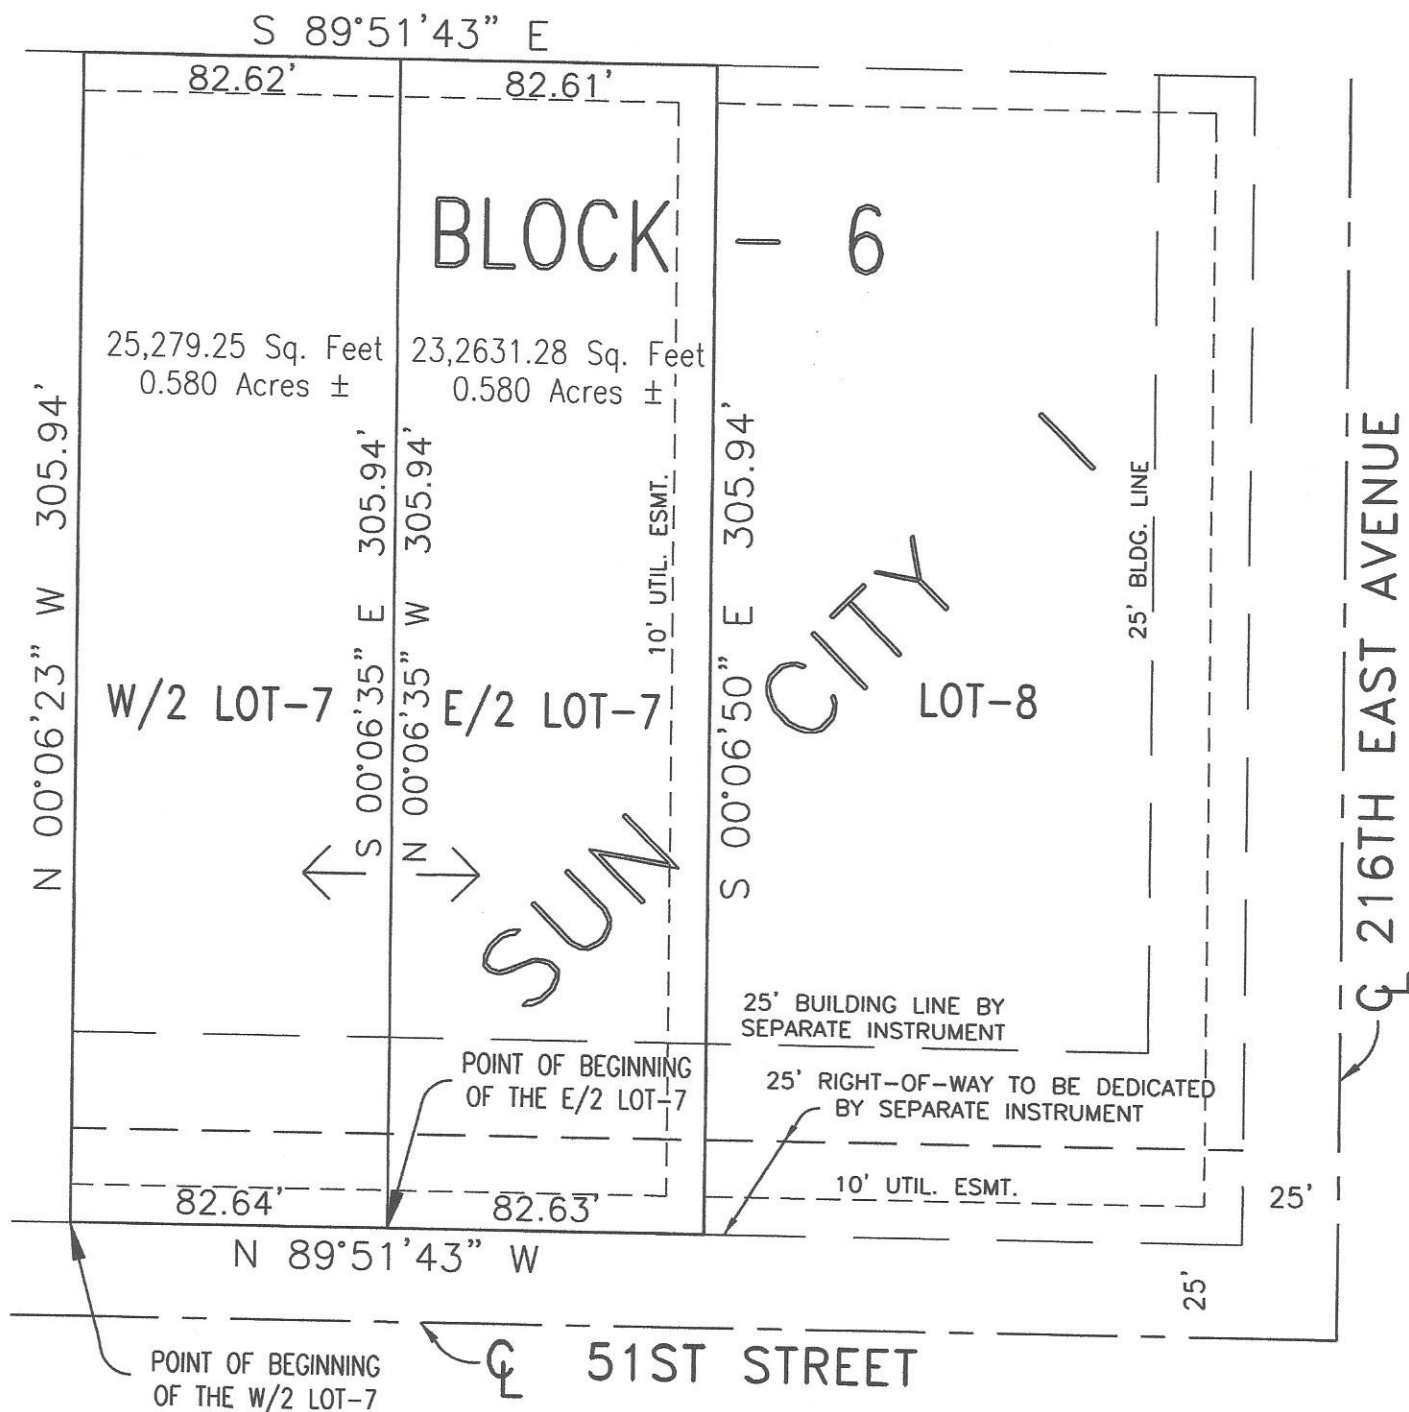 S 89°51'43" E
82.62'
82.61'
BLOCK - 6
25,279.25 Sq. Feet
0.580 Acres ±
23,2631.28 Sq. Feet
0.580 Acres ±
N 00°06'23" W 305.94'
S 00°06'35" E 305.94'
N 00°06'35" W 305.94'
10' UTIL. ESMT.
S 00°06'50" E 305.94'
25' BLDG. LINE
W/2 LOT-7
E/2 LOT-7
LOT-8
SUN CITY I
℄ 216TH EAST AVENUE
25' BUILDING LINE BY
SEPARATE INSTRUMENT
POINT OF BEGINNING
OF THE E/2 LOT-7
25' RIGHT-OF-WAY TO BE DEDICATED
BY SEPARATE INSTRUMENT
10' UTIL. ESMT.
25'
25'
82.64'
82.63'
N 89°51'43" W
℄ 51ST STREET
POINT OF BEGINNING
OF THE W/2 LOT-7